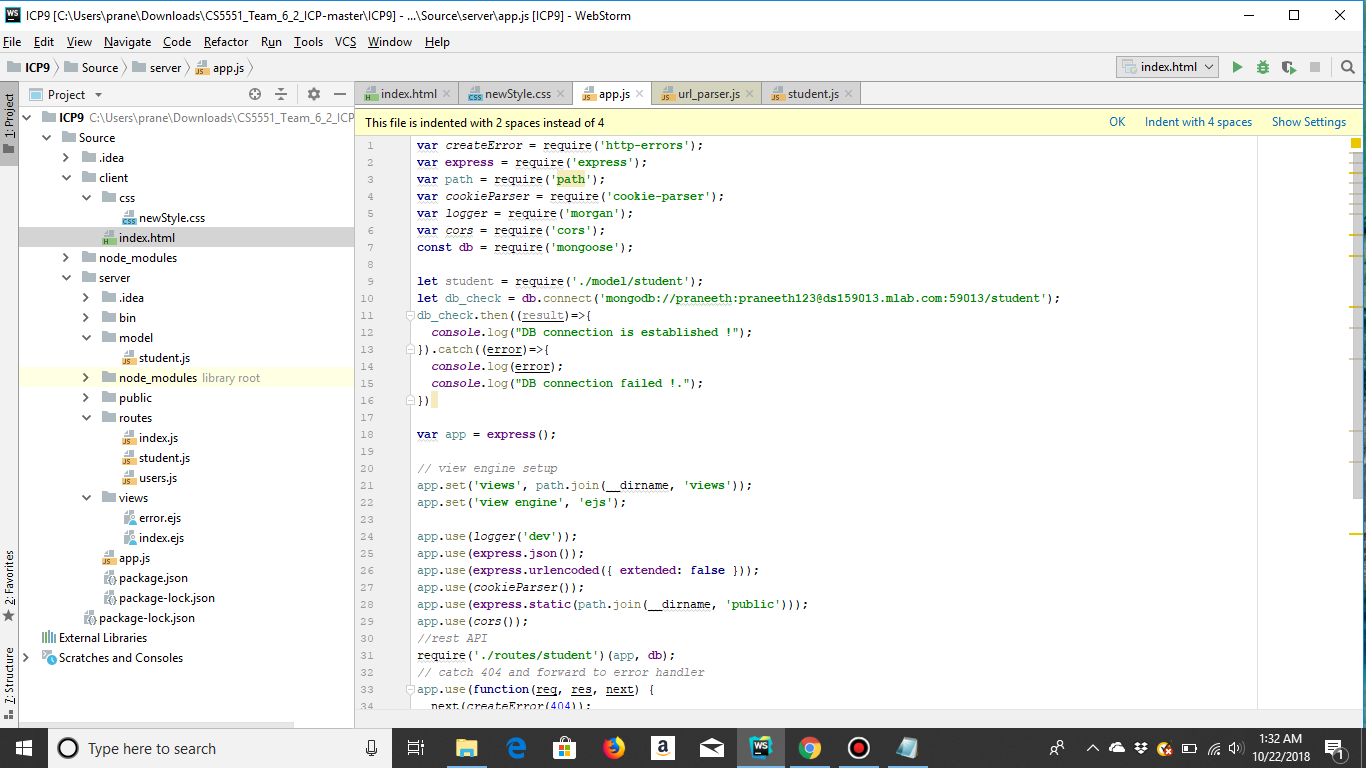 ICP9 [C:\Users\prane\Downloads\CS5551_Team_6_2_ICP-master\ICP9] - ...\Source\server\app.js [ICP9] - WebStorm
File Edit View Navigate Code Refactor Run Tools VCS Window Help
ICP9 Source server app.js index.html
Project index.html newStyle.css app.js url_parser.js student.js
1: Project
2: Favorites
7: Structure
ICP9 C:\Users\prane\Downloads\CS5551_Team_6_2_ICP
Source
.idea
client
css
newStyle.css
index.html
node_modules
server
.idea
bin
model
student.js
node_modules library root
public
routes
index.js
student.js
users.js
views
error.ejs
index.ejs
app.js
package.json
package-lock.json
package-lock.json
External Libraries
Scratches and Consoles
This file is indented with 2 spaces instead of 4 OK Indent with 4 spaces Show Settings
1 var createError = require('http-errors');
2 var express = require('express');
3 var path = require('path');
4 var cookieParser = require('cookie-parser');
5 var logger = require('morgan');
6 var cors = require('cors');
7 const db = require('mongoose');
8
9 let student = require('./model/student');
10 let db_check = db.connect('mongodb://praneeth:praneeth123@ds159013.mlab.com:59013/student');
11 db_check.then((result)=>{
12 console.log("DB connection is established !");
13 }).catch((error)=>{
14 console.log(error);
15 console.log("DB connection failed !.");
16 })
17
18 var app = express();
19
20 // view engine setup
21 app.set('views', path.join(__dirname, 'views'));
22 app.set('view engine', 'ejs');
23
24 app.use(logger('dev'));
25 app.use(express.json());
26 app.use(express.urlencoded({ extended: false }));
27 app.use(cookieParser());
28 app.use(express.static(path.join(__dirname, 'public')));
29 app.use(cors());
30 //rest API
31 require('./routes/student')(app, db);
32 // catch 404 and forward to error handler
33 app.use(function(req, res, next) {
34 next(createError(404));
Type here to search
1:32 AM
10/22/2018
1